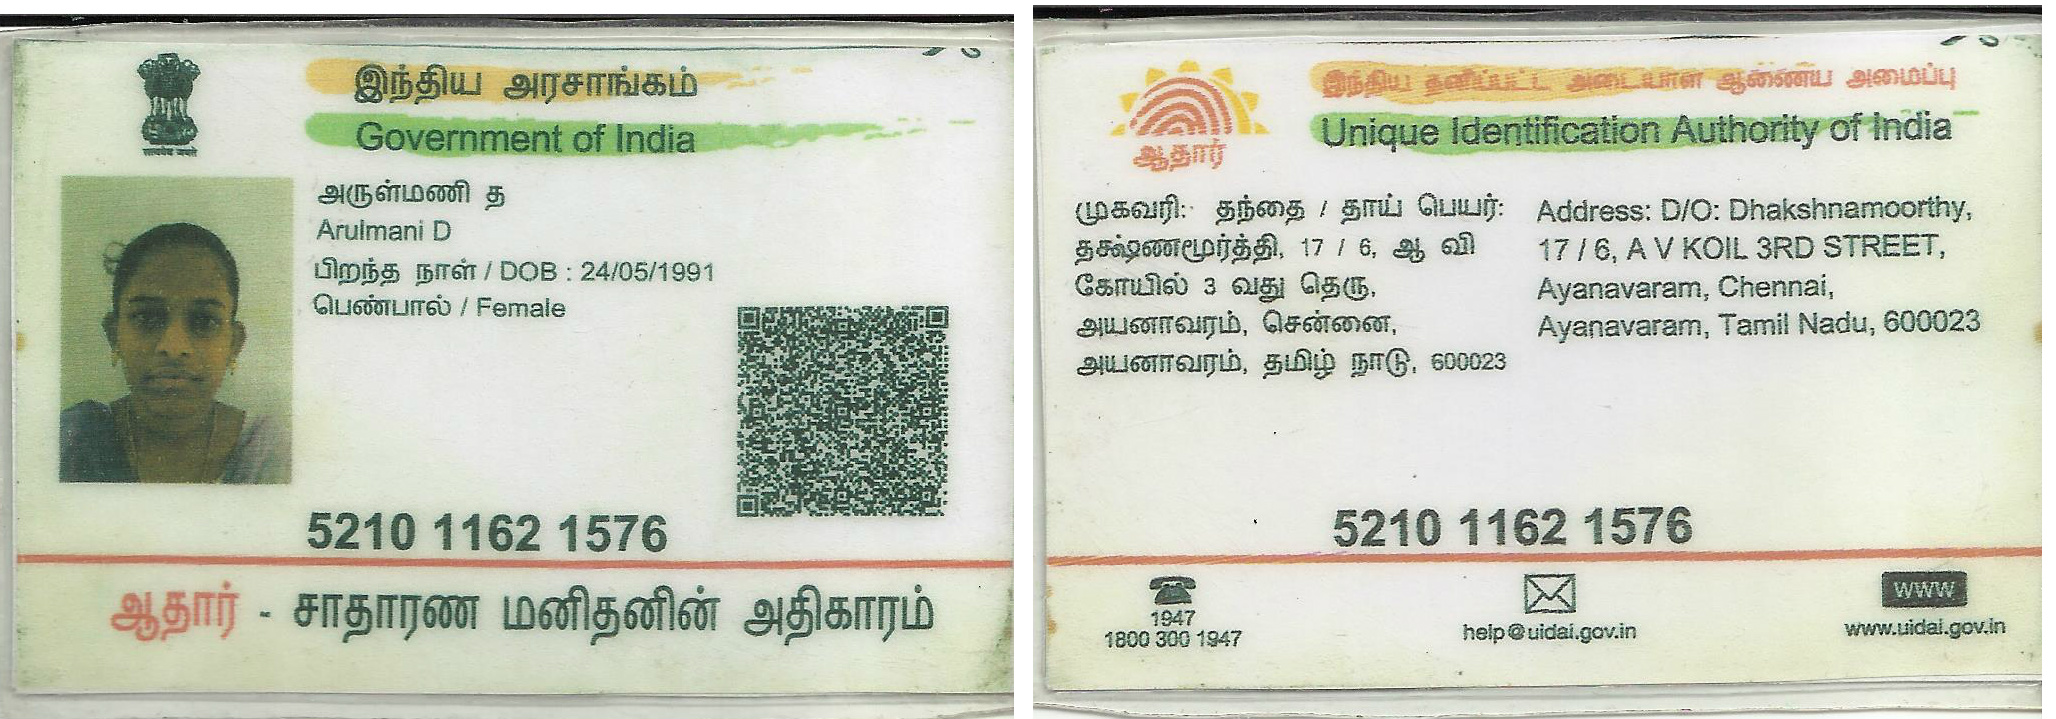 இந்திய அரசாங்கம்
Government of India
அருள்மணி த
Arulmani D
பிறந்த நாள் / DOB : 24/05/1991
பெண்பால் / Female
5210 1162 1576
ஆதார் - சாதாரண மனிதனின் அதிகாரம்
ஆதார்
இந்திய தனிப்பட்ட அடையாள ஆணைய அமைப்பு
Unique Identification Authority of India
முகவரி: தந்தை / தாய் பெயர்:
தக்ஷ்ணமூர்த்தி, 17 / 6, ஆ வி
கோயில் 3 வது தெரு,
அயனாவரம், சென்னை,
அயனாவரம், தமிழ் நாடு, 600023
Address: D/O: Dhakshnamoorthy,
17 / 6, A V KOIL 3RD STREET,
Ayanavaram, Chennai,
Ayanavaram, Tamil Nadu, 600023
5210 1162 1576
1947
1800 300 1947
help@uidai.gov.in
WWW
www.uidai.gov.in